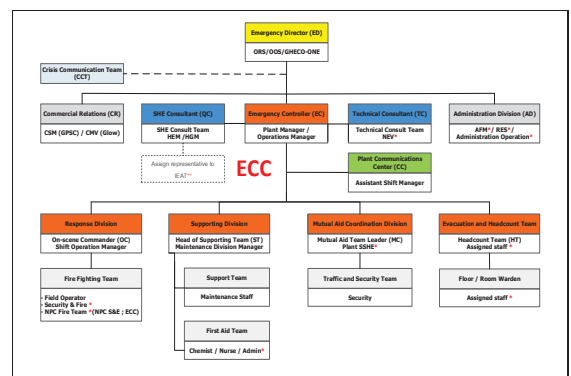 Emergency Director (ED)
ORS/OOS/GHECO-ONE
Crisis Communication Team
(CCT)
Commercial Relations (CR)
CSM (GPSC) / CMV (Glow)
SHE Consultant (QC)
SHE Consult Team
HEM /HGM
Emergency Controller (EC)
Plant Manager /
Operations Manager
Technical Consultant (TC)
Technical Consult Team
NEV*
Administration Division (AD)
AFM*/ RES*/
Administration Operation*
Assign representative to
IEAT**
ECC
Plant Communications
Center (CC)
Assistant Shift Manager
Response Division
On-scene Commander (OC)
Shift Operation Manager
Supporting Division
Head of Supporting Team (ST)
Maintenance Division Manager
Mutual Aid Coordination Division
Mutual Aid Team Leader (MC)
Plant SSHE*
Evacuation and Headcount Team
Headcount Team (HT)
Assigned staff *
Fire Fighting Team
- Field Operator
- Security & Fire *
- NPC Fire Team *(NPC S&E ; ECC)
Support Team
Maintenance Staff
Traffic and Security Team
Security
Floor / Room Warden
Assigned staff *
First Aid Team
Chemist / Nurse / Admin*